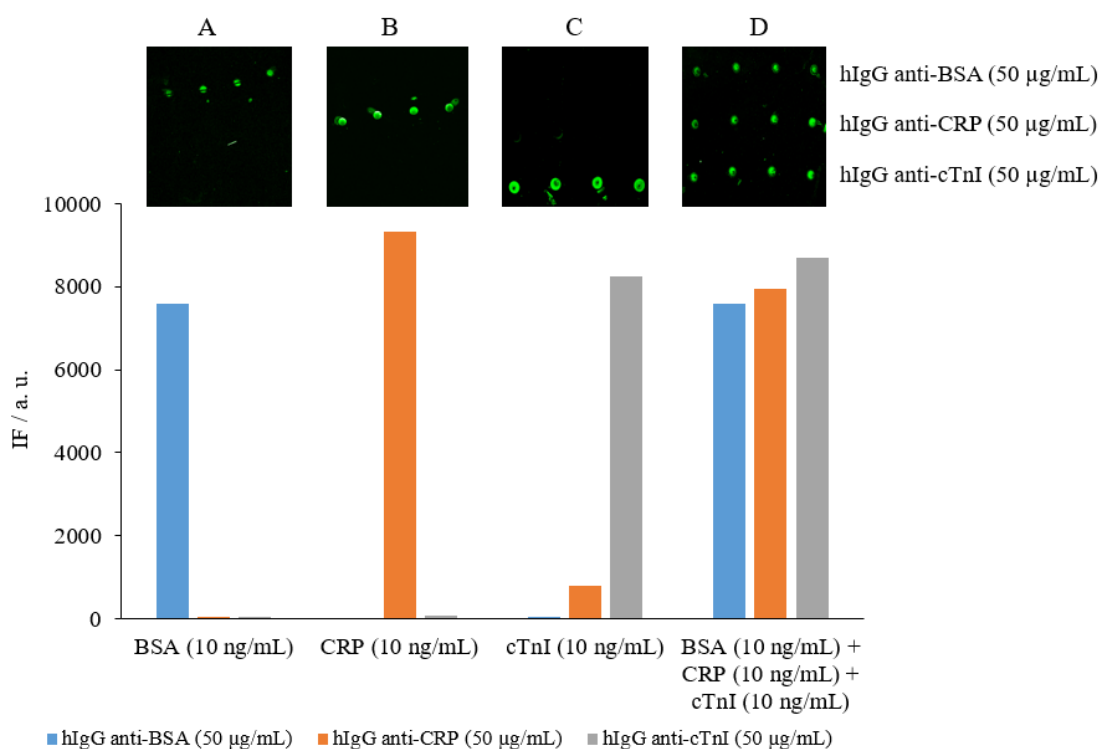 A B C D
hIgG anti-BSA (50 µg/mL)
hIgG anti-CRP (50 µg/mL)
hIgG anti-cTnI (50 µg/mL)
10000
8000
6000
4000
2000
0
IF / a. u.
BSA (10 ng/mL) CRP (10 ng/mL) cTnI (10 ng/mL) BSA (10 ng/mL) +
CRP (10 ng/mL) +
cTnI (10 ng/mL)
hIgG anti-BSA (50 µg/mL) hIgG anti-CRP (50 µg/mL) hIgG anti-cTnI (50 µg/mL)